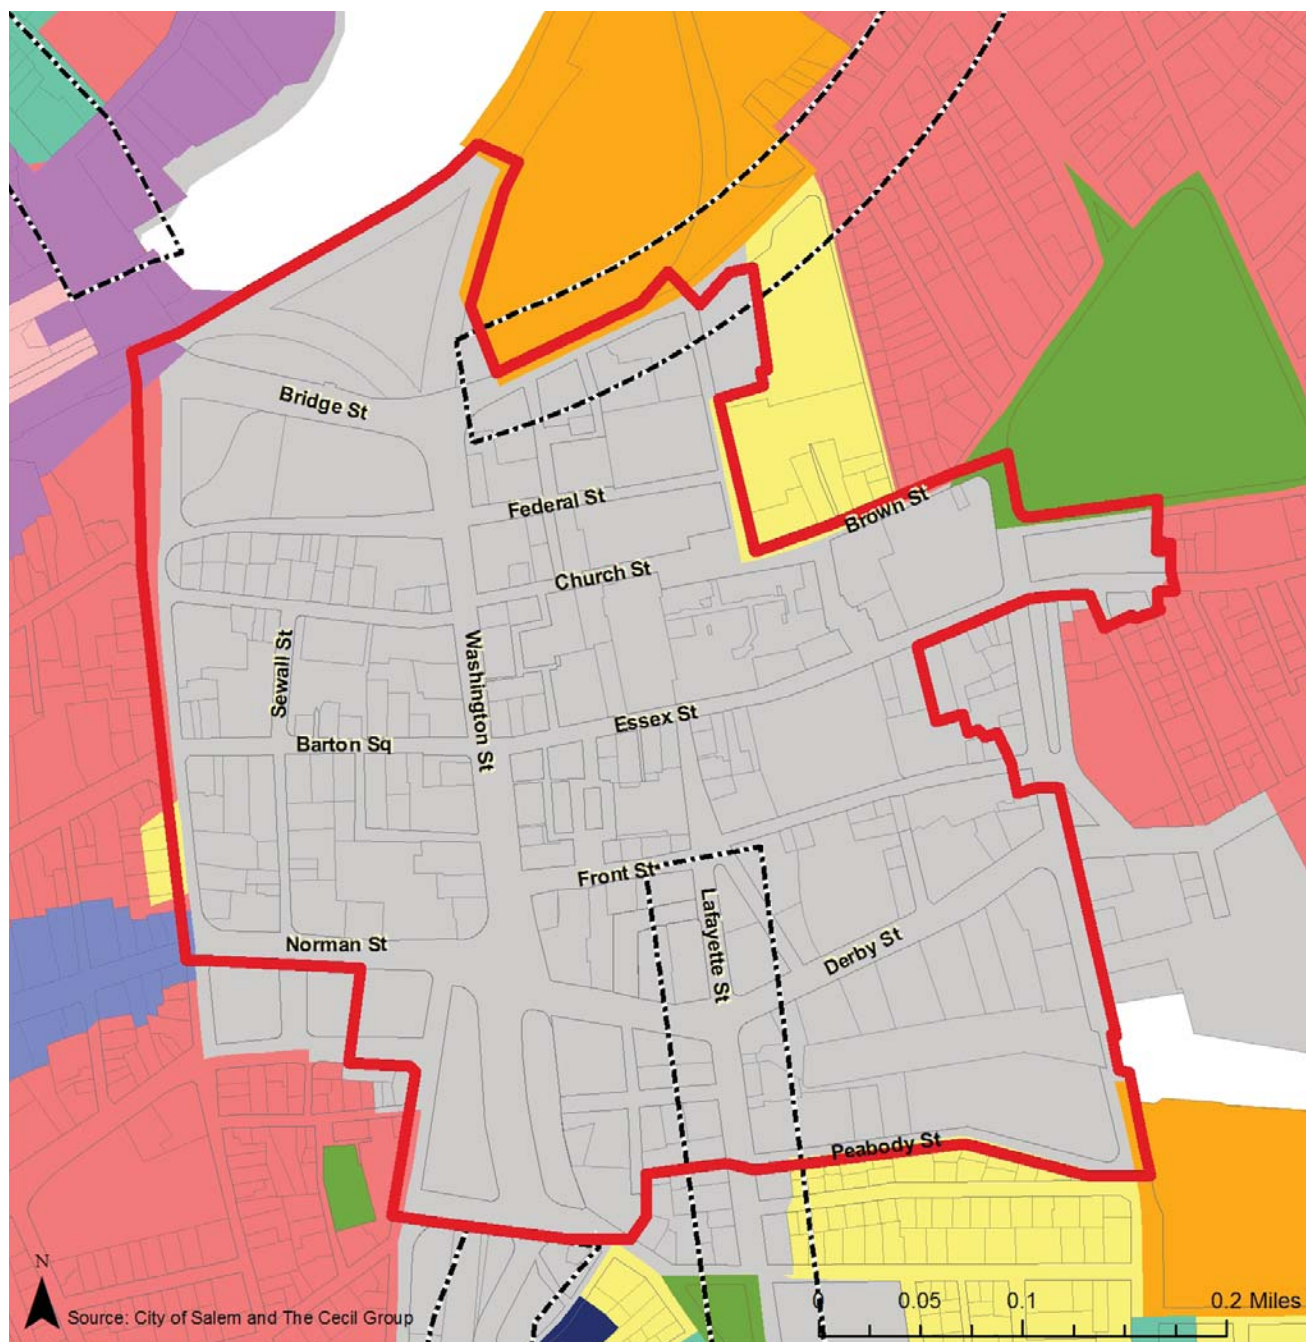 Bridge St
Federal St
Brown St
Church St
Sewall St
Washington St
Essex St
Barton Sq
Front St
Lafayette St
Norman St
Derby St
Peabody St
N
Source: City of Salem and The Cecil Group
0 0.05 0.1 0.2 Miles